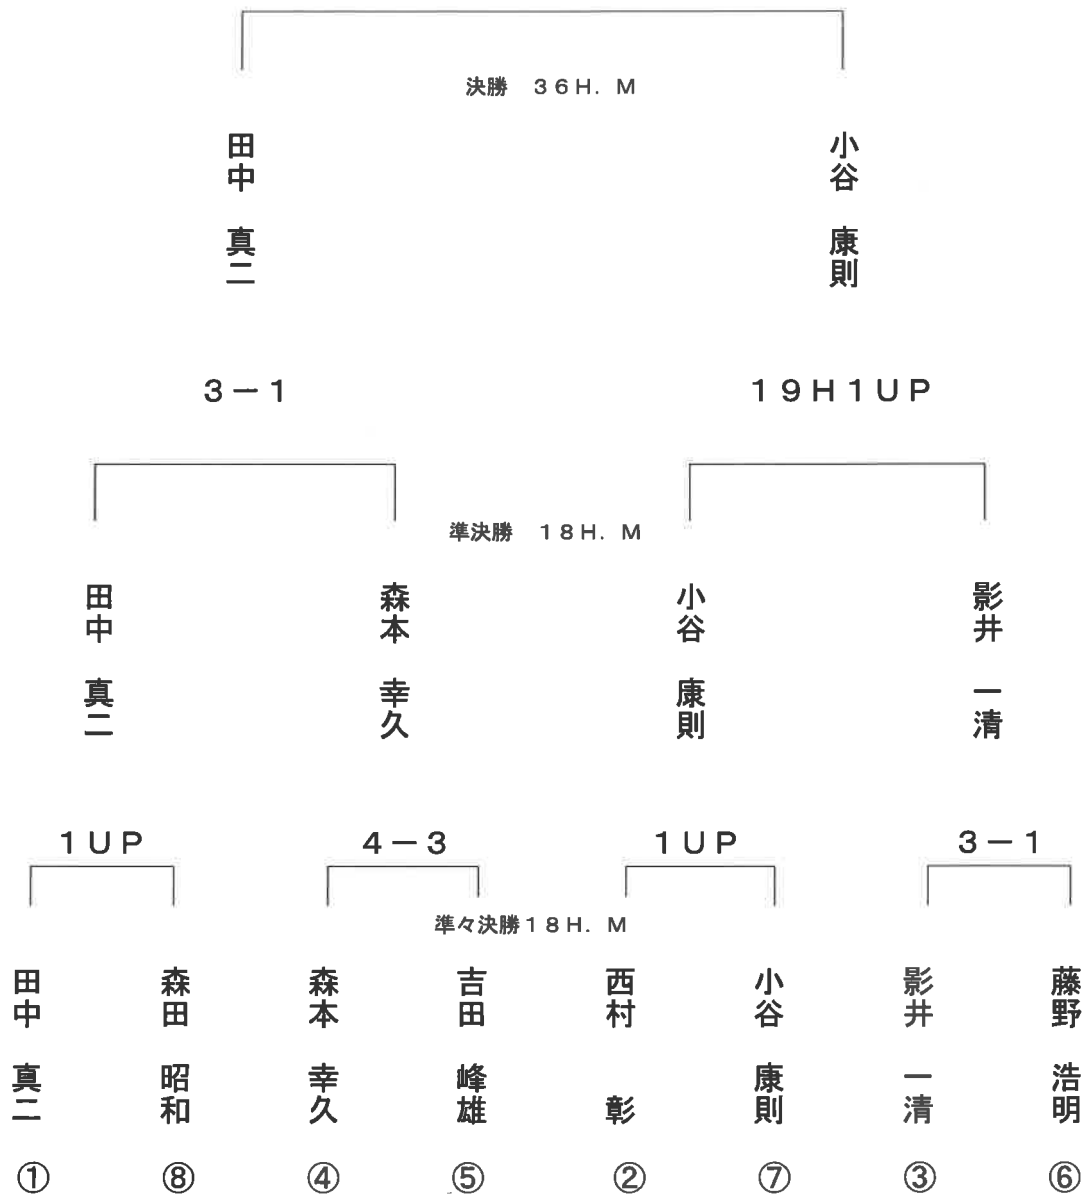 決勝　３６Ｈ．Ｍ
田中　真二
小谷　康則
３－１
１９Ｈ１ＵＰ
準決勝　１８Ｈ．Ｍ
田中　真二
森本　幸久
小谷　康則
影井　一清
１ＵＰ
４－３
１ＵＰ
３－１
準々決勝１８Ｈ．Ｍ
田中　真二
森田　昭和
森本　幸久
吉田　峰雄
西村　彰
小谷　康則
影井　一清
藤野　浩明
①
⑧
④
⑤
②
⑦
③
⑥